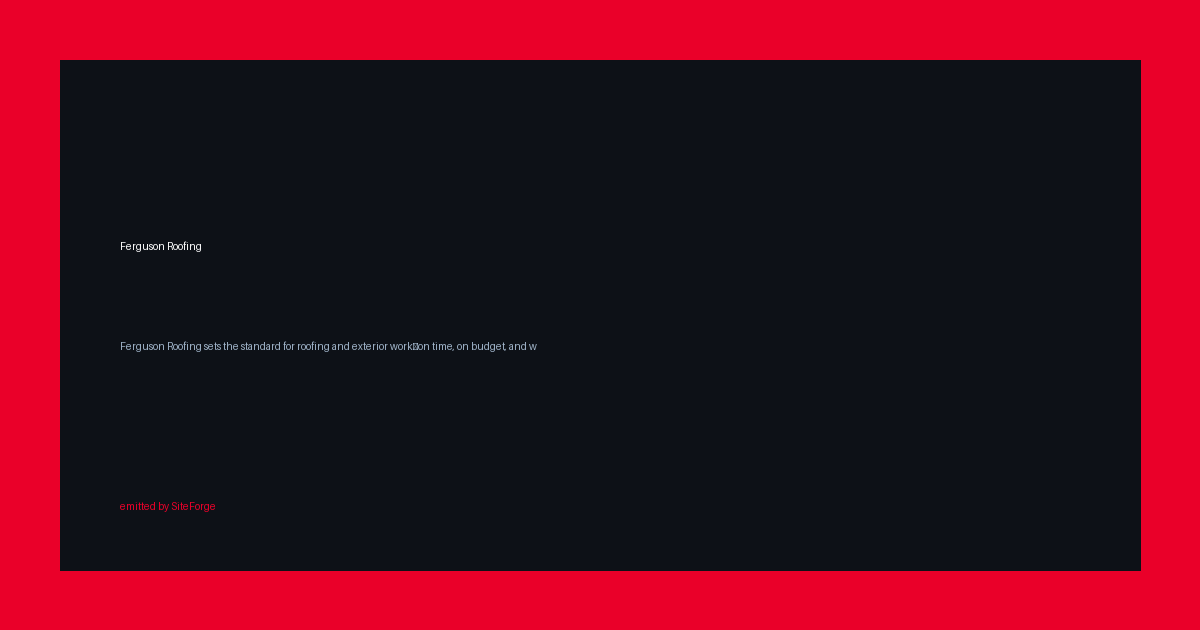 Ferguson Roofing
Ferguson Roofing sets the standard for roofing and exterior work☒on time, on budget, and w
emitted by SiteForge